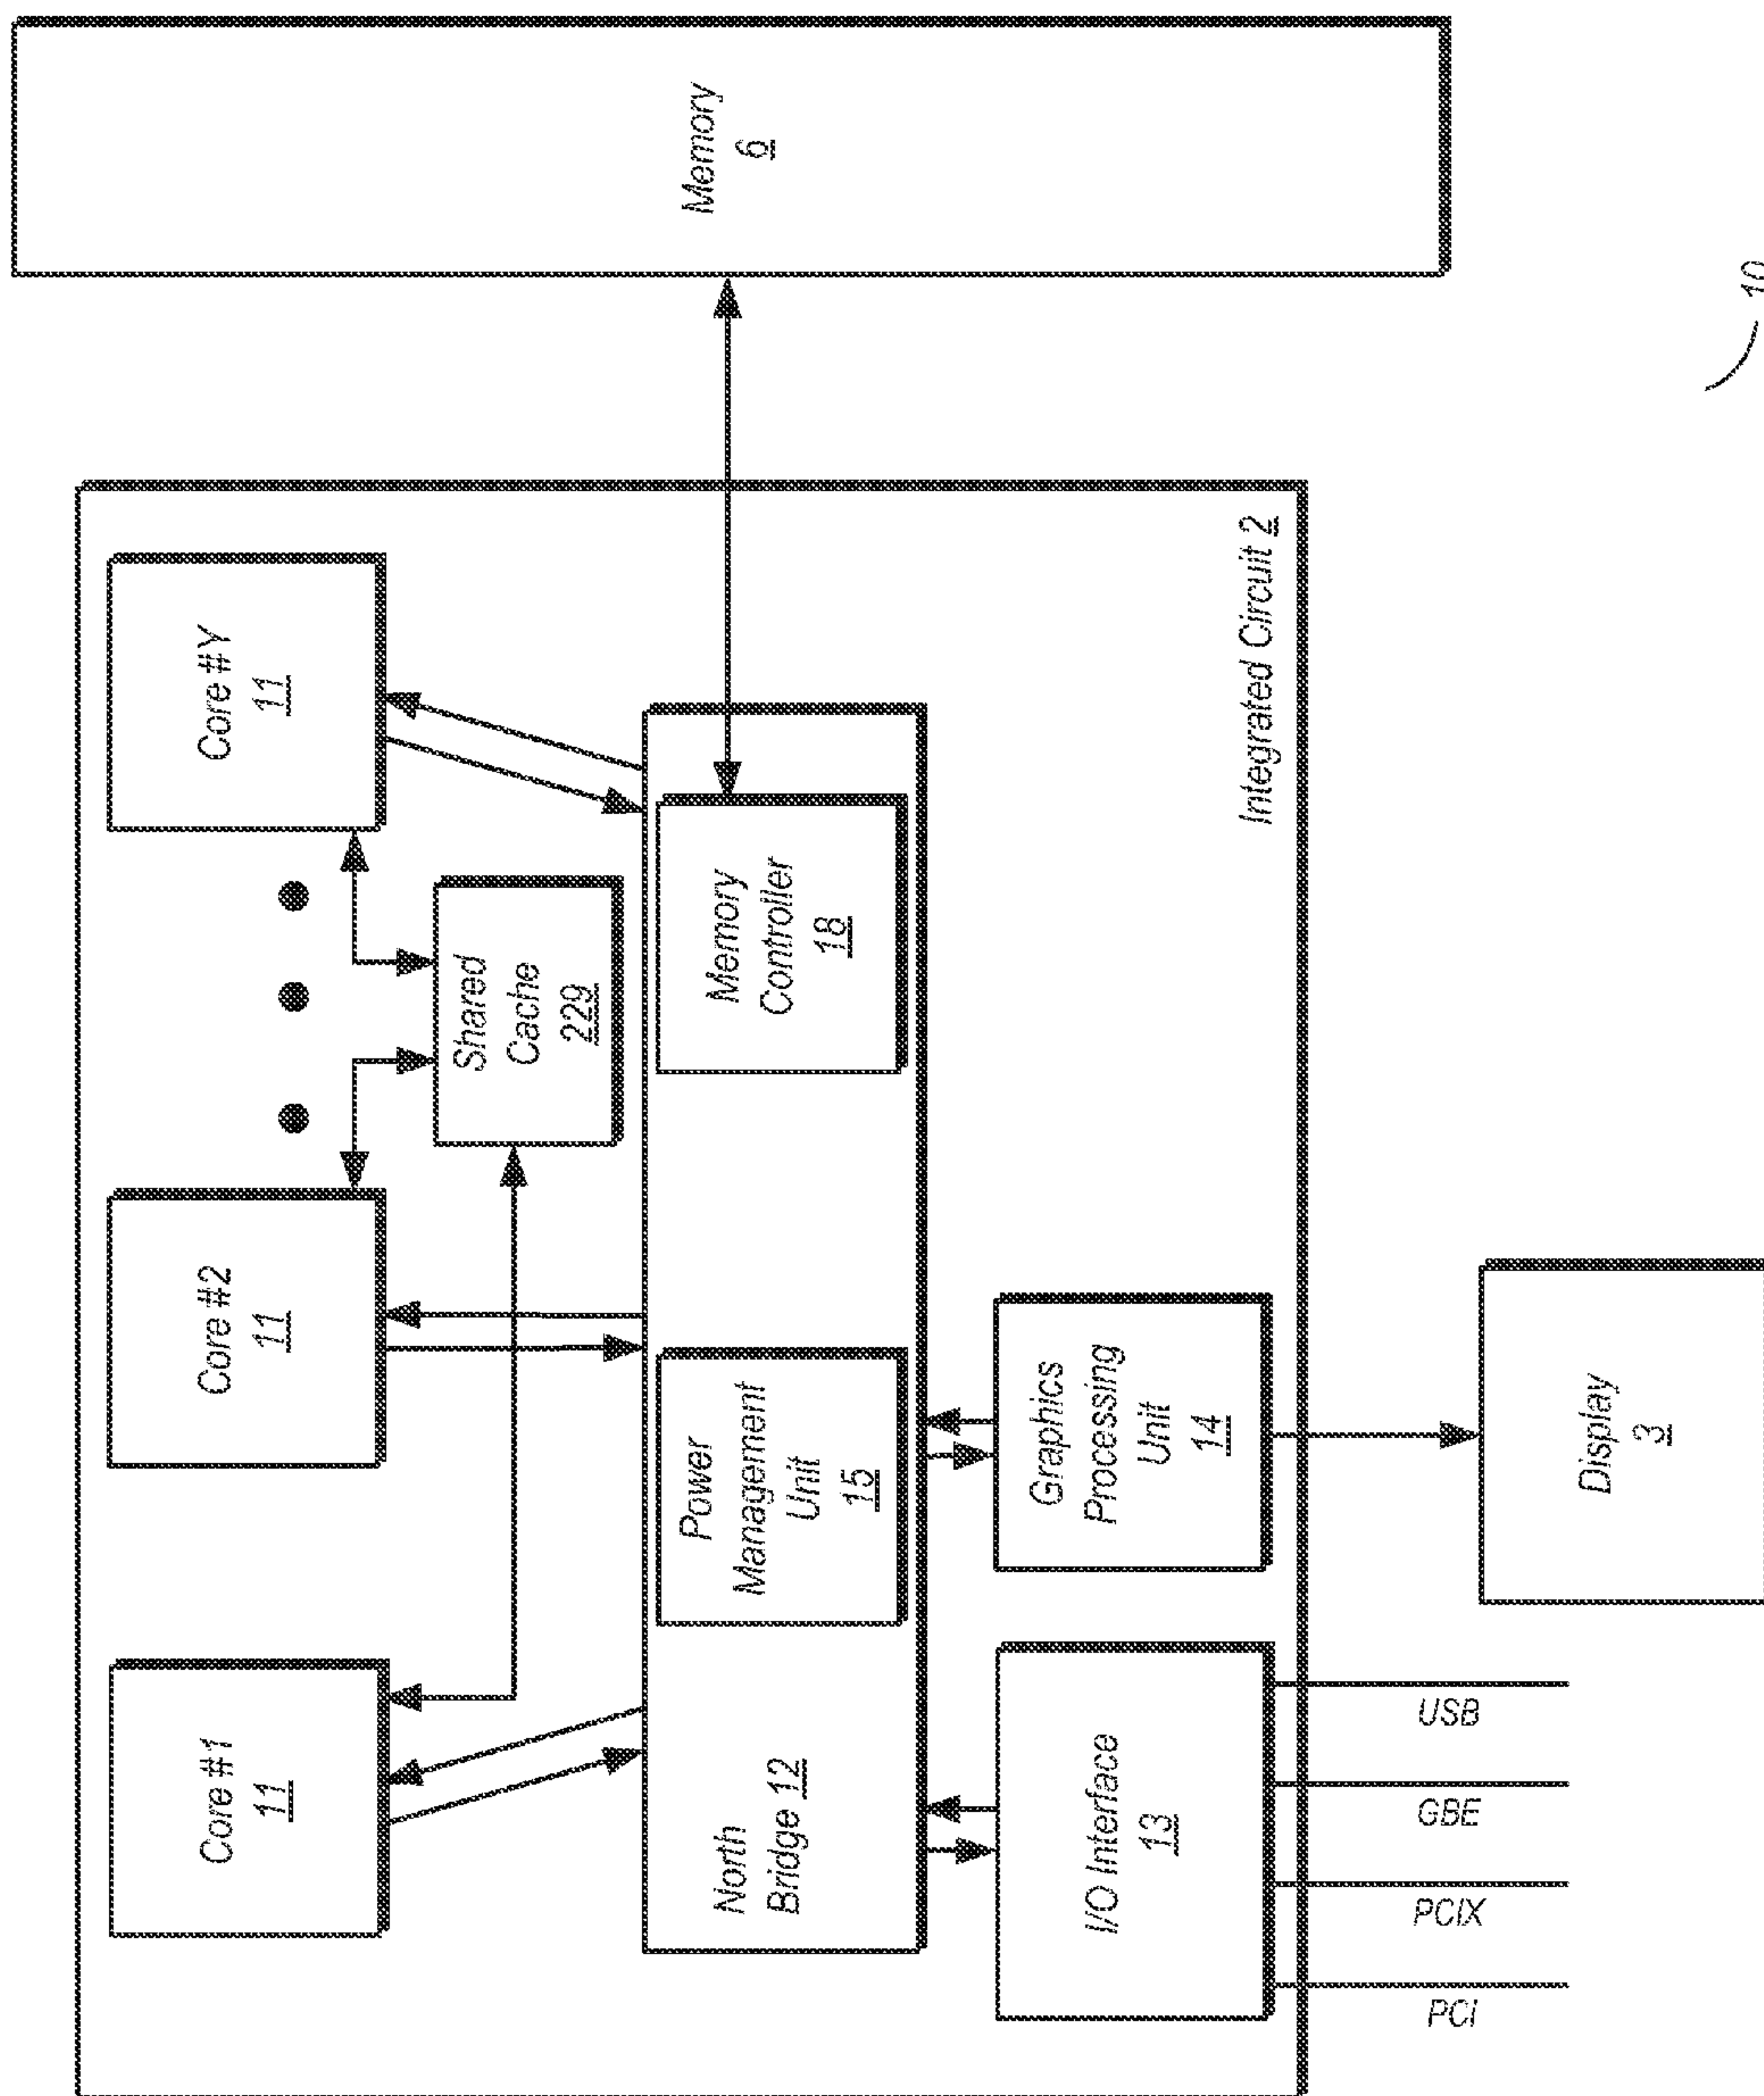 Core #1
11
Core #2
11
Core #Y
11
Shared
Cache
229
North
Bridge 12
Power
Management
Unit
15
Memory
Controller
18
I/O Interface
13
Graphics
Processing
Unit
14
Integrated Circuit 2
PCI
PCIX
GBE
USB
Display
3
Memory
6
10